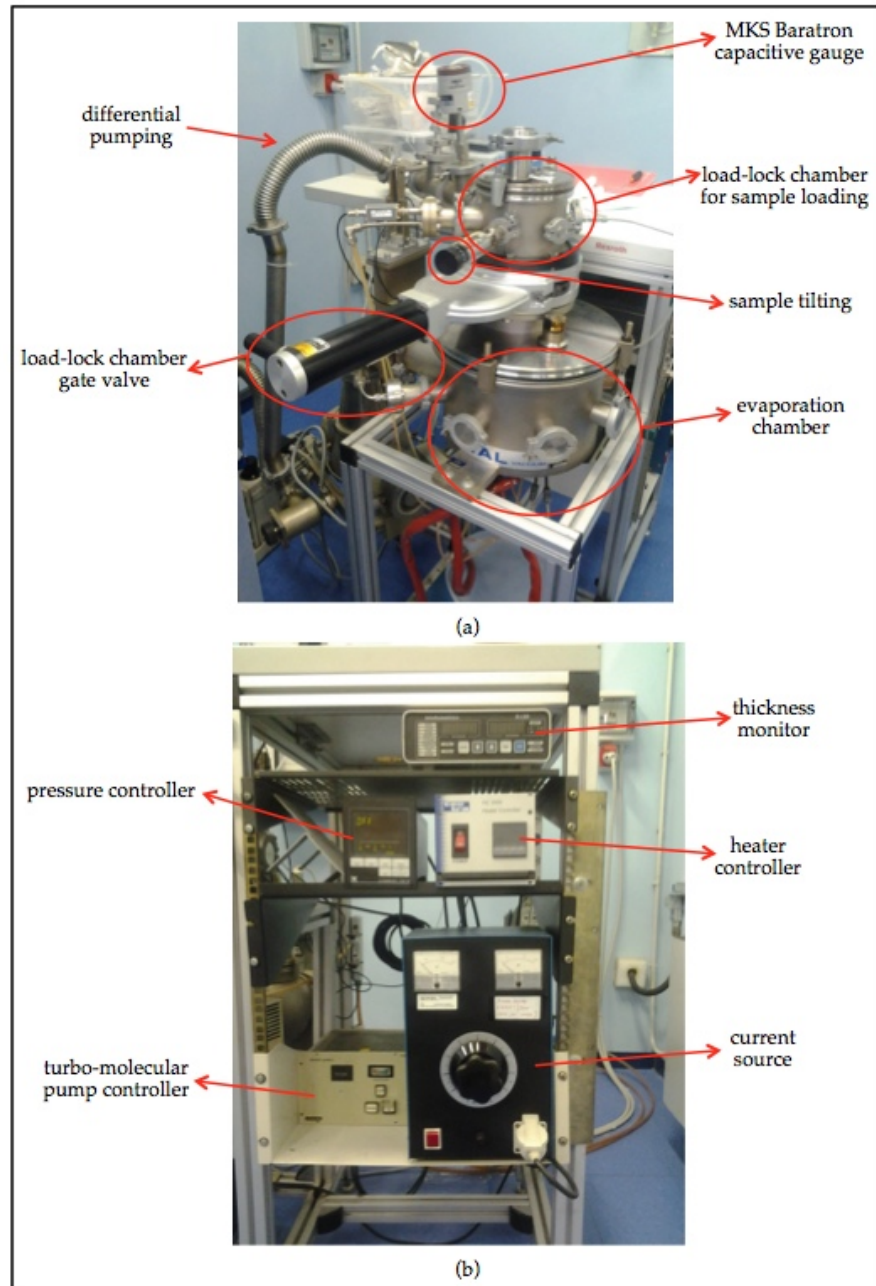 MKS Baratron
capacitive gauge
differential
pumping
load-lock chamber
for sample loading
sample tilting
load-lock chamber
gate valve
evaporation
chamber
(a)
thickness
monitor
pressure controller
heater
controller
current
source
turbo-molecular
pump controller
(b)